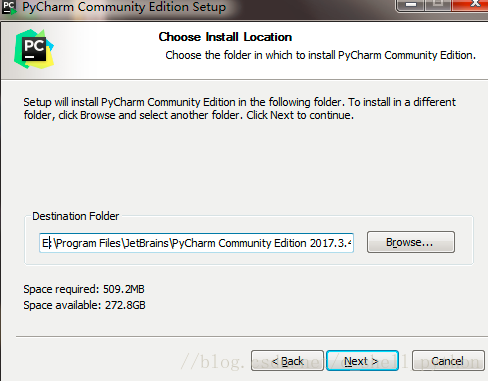 PyCharm Community Edition Setup
PC
Choose Install Location
Choose the folder in which to install PyCharm Community Edition.
Setup will install PyCharm Community Edition in the following folder. To install in a different
folder, click Browse and select another folder. Click Next to continue.
Destination Folder
E:\Program Files\JetBrains\PyCharm Community Edition 2017.3.4
Browse...
Space required: 509.2MB
Space available: 272.8GB
< Back
Next >
Cancel